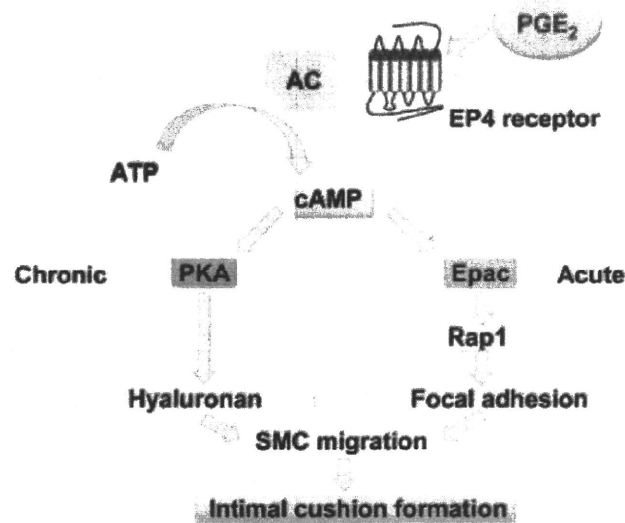 PGE2
AC
EP4 receptor
ATP
cAMP
Chronic
PKA
Epac
Acute
Rap1
Hyaluronan
Focal adhesion
SMC migration
Intimal cushion formation